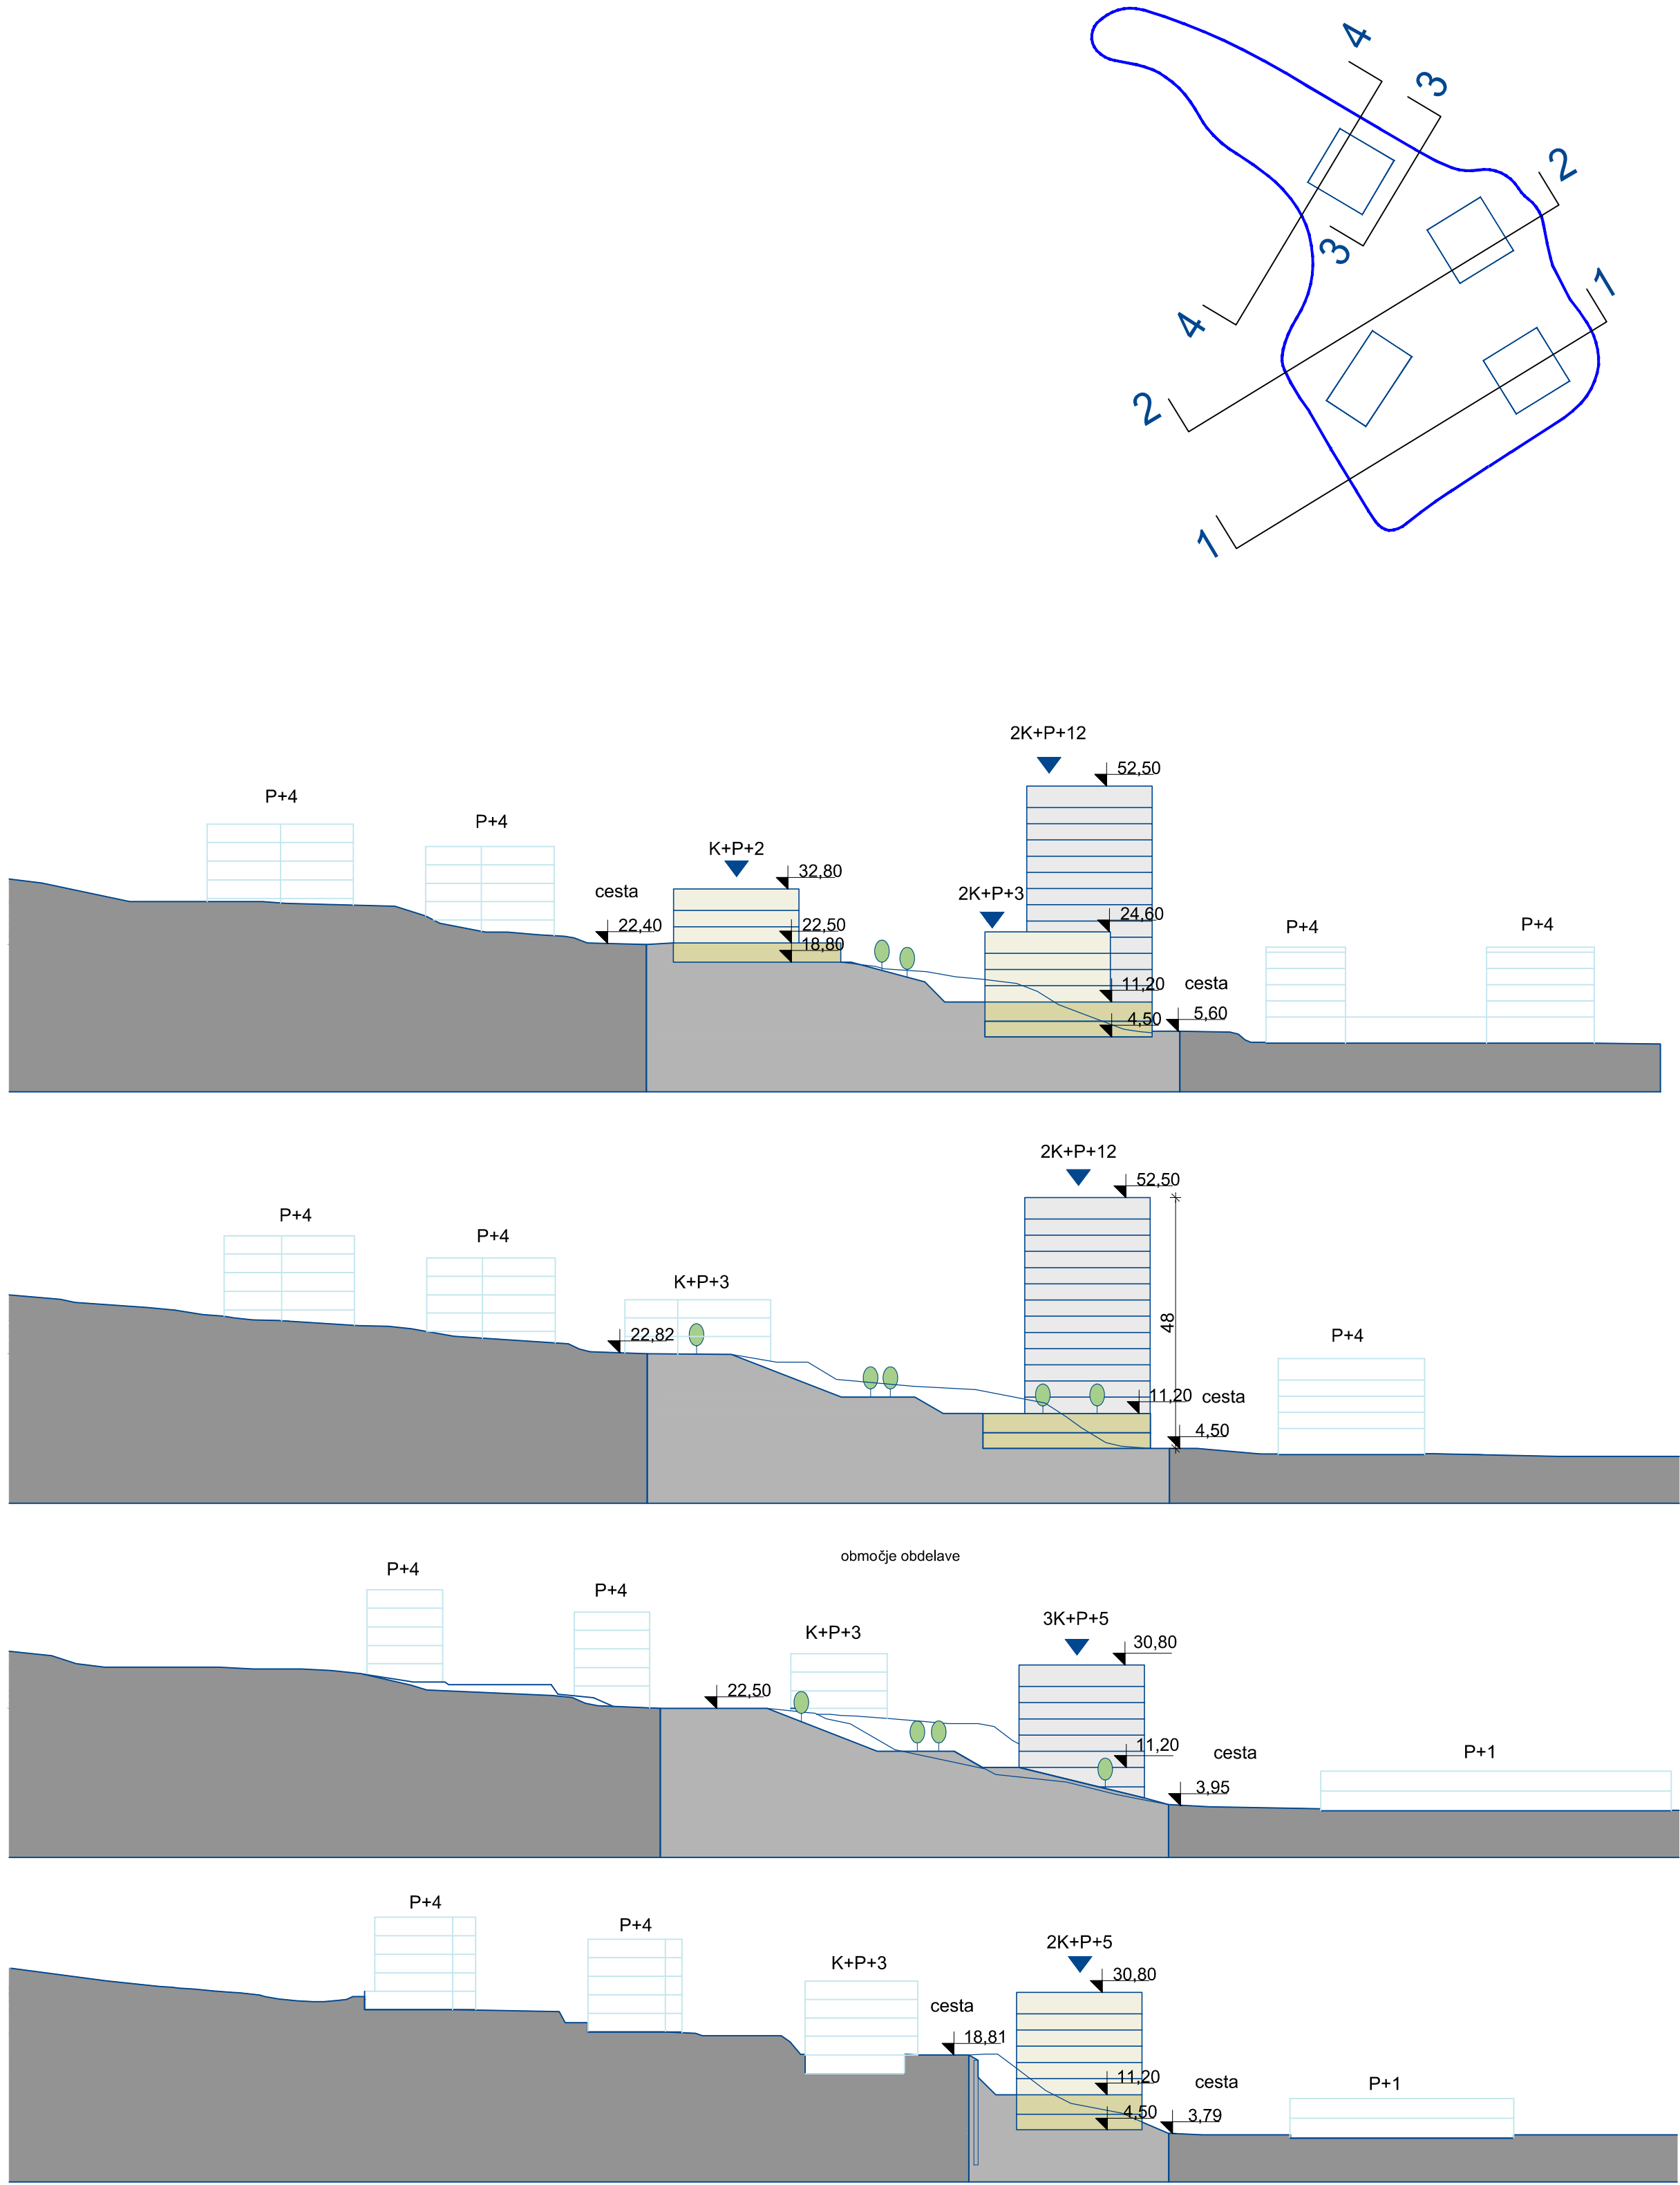 4
3
2
3
1
4
2
1
2K+P+12
52,50
P+4
P+4
K+P+2
32,80
cesta
2K+P+3
22,40
22,50
24,60
18,80
P+4
P+4
11,20
cesta
4,50
5,60
2K+P+12
52,50
P+4
P+4
K+P+3
22,82
48
P+4
11,20
cesta
4,50
območje obdelave
P+4
P+4
K+P+3
3K+P+5
30,80
22,50
11,20
cesta
P+1
3,95
P+4
P+4
K+P+3
2K+P+5
30,80
cesta
18,81
11,20
cesta
P+1
4,50
3,79